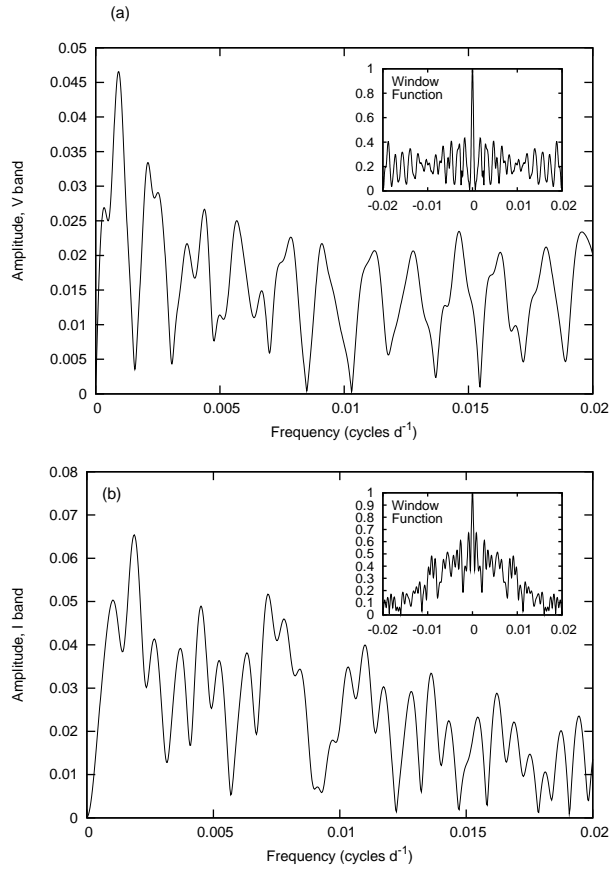 (a)
0.05
0.045
0.04
0.035
0.03
0.025
0.02
0.015
0.01
0.005
0
Amplitude, V band
0 0.005 0.01 0.015 0.02
Frequency (cycles d⁻¹)
Window
Function
1
0.8
0.6
0.4
0.2
0
-0.02 -0.01 0 0.01 0.02
(b)
0.08
0.07
0.06
0.05
0.04
0.03
0.02
0.01
0
Amplitude, I band
0 0.005 0.01 0.015 0.02
Frequency (cycles d⁻¹)
Window
Function
1
0.9
0.8
0.7
0.6
0.5
0.4
0.3
0.2
0.1
0
-0.02 -0.01 0 0.01 0.02